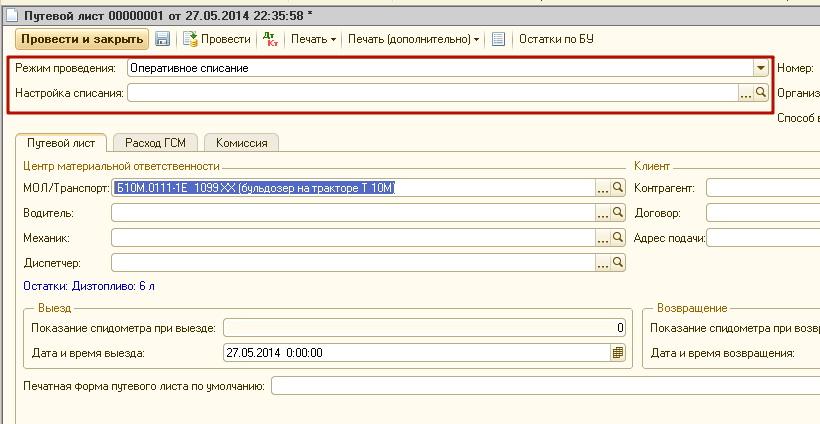 Путевой лист 00000001 от 27.05.2014 22:35:58 *
Провести и закрыть Провести Дт Кт Печать Печать (дополнительно) Остатки по БУ
Режим проведения: Оперативное списание Номер:
Настройка списания: ... Организ
Способ в
Путевой лист Расход ГСМ Комиссия
Центр материальной ответственности Клиент
МОЛ/Транспорт: Б10М.0111-1Е 1099 XX (бульдозер на тракторе Т 10М) ... Контрагент:
Водитель: ... Договор:
Механик: ... Адрес подачи:
Диспетчер: ...
Остатки: Дизтопливо: 6 л
Выезд Возвращение
Показание спидометра при выезде: 0 Показание спидометра при возвр
Дата и время выезда: 27.05.2014 0:00:00 Дата и время возвращения:
Печатная форма путевого листа по умолчанию: